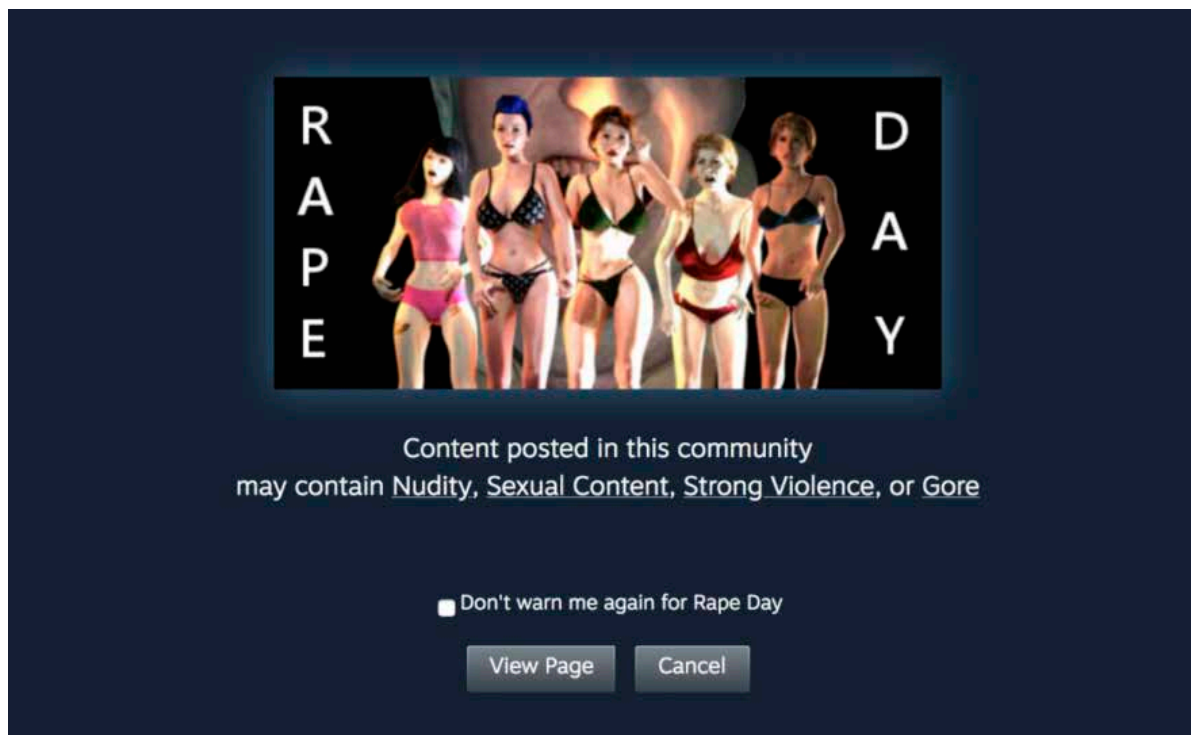 RAPE
DAY
Content posted in this community
may contain Nudity, Sexual Content, Strong Violence, or Gore
Don't warn me again for Rape Day
View Page
Cancel